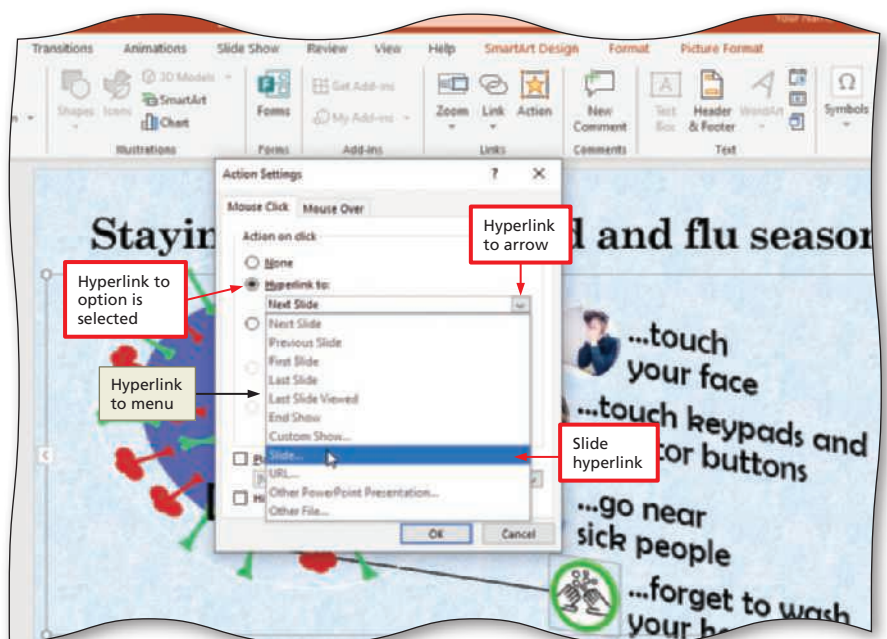 Your Nam
Transitions Animations Slide Show Review View Help SmartArt Design Format Picture Format
3D Models
SmartArt
Chart
Shapes Icons
Forms
Get Add-ins
My Add-ins
Zoom Link Action
New
Comment
Text
Box
Header
& Footer
WordArt
Symbols
Illustrations Forms Add-ins Links Comments Text
Action Settings ? ×
Mouse Click Mouse Over
Action on click
None
Hyperlink to:
Next Slide
Next Slide
Previous Slide
First Slide
Last Slide
Last Slide Viewed
End Show
Custom Show...
Slide...
URL...
Other PowerPoint Presentation...
Other File...
OK Cancel
Hyperlink
to arrow
Hyperlink to
option is
selected
Hyperlink
to menu
Slide
hyperlink
Stayin d and flu season
...touch
your face
...touch keypads and
tor buttons
...go near
sick people
...forget to wash
your h